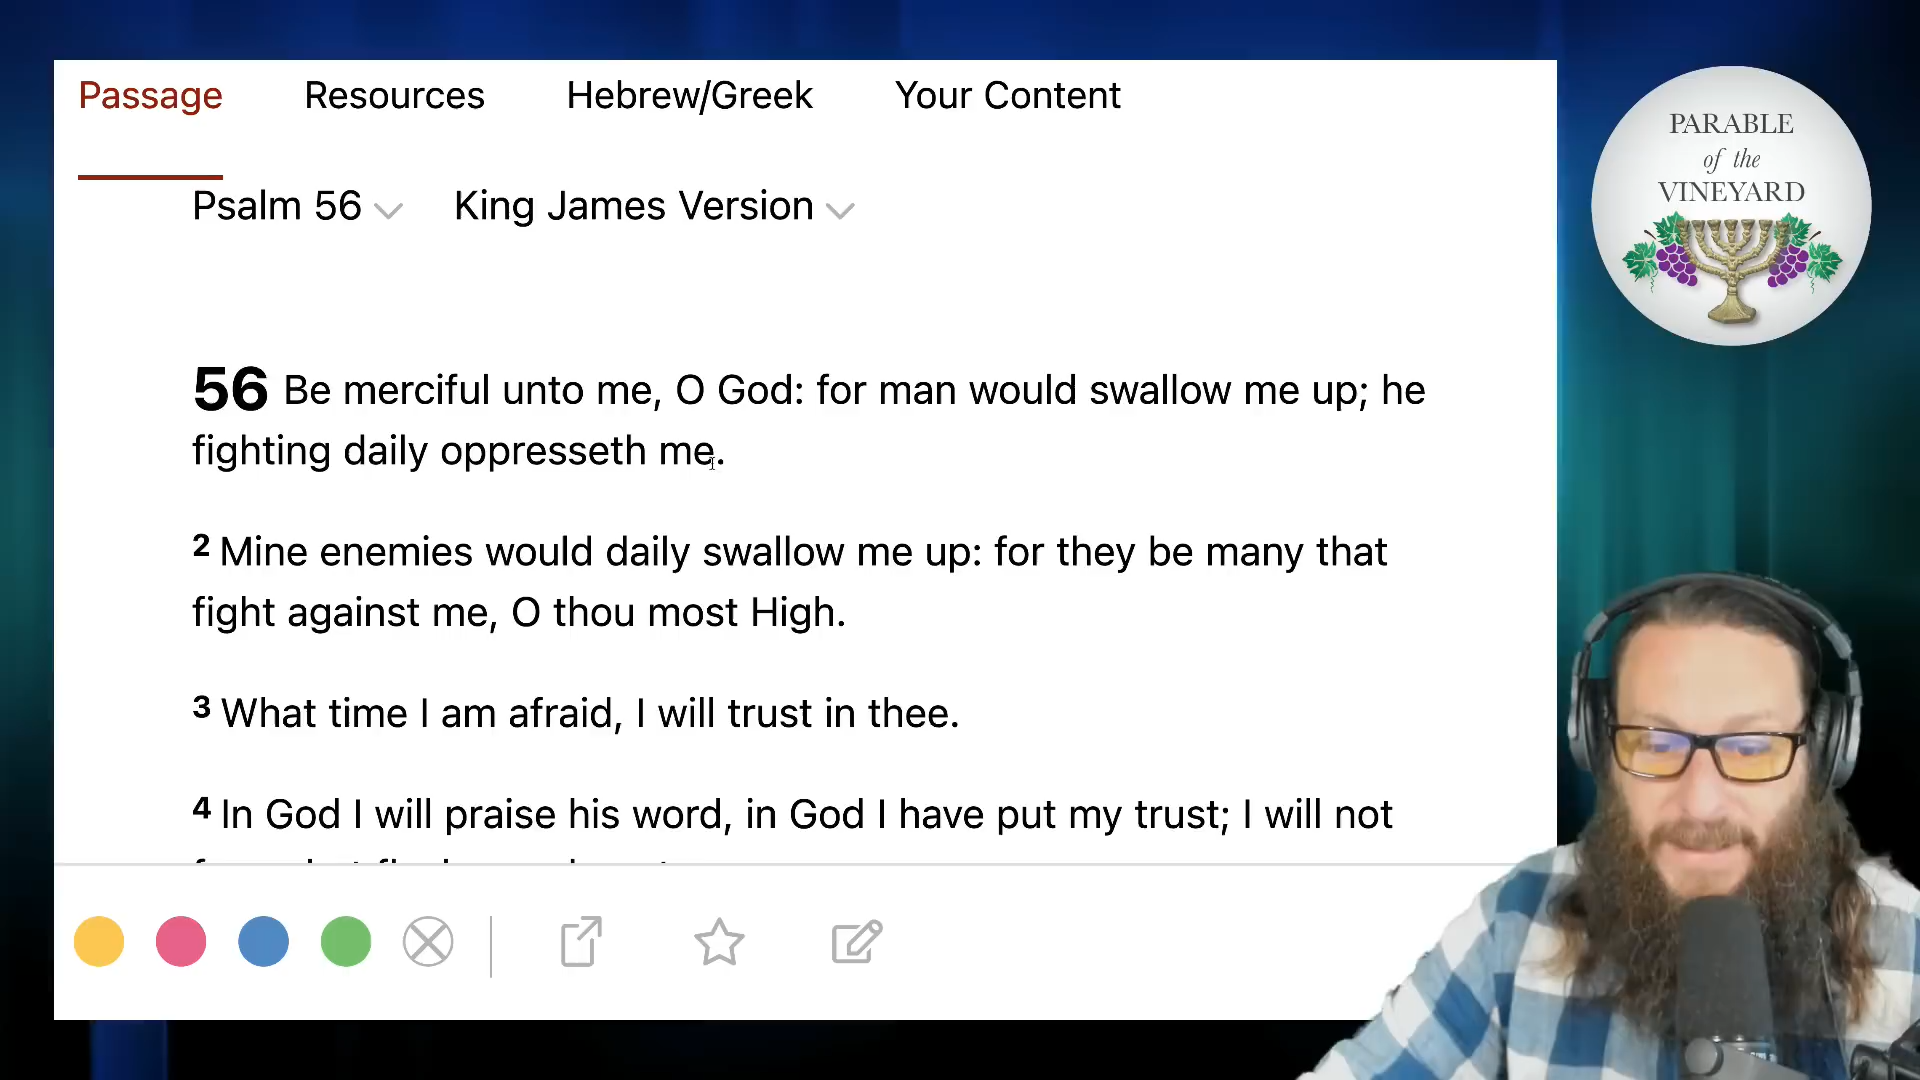 Passage Resources Hebrew/Greek Your Content
Psalm 56 King James Version
56 Be merciful unto me, O God: for man would swallow me up; he
fighting daily oppresseth me.
2 Mine enemies would daily swallow me up: for they be many that
fight against me, O thou most High.
3 What time I am afraid, I will trust in thee.
4 In God I will praise his word, in God I have put my trust; I will not
PARABLE
of the
VINEYARD